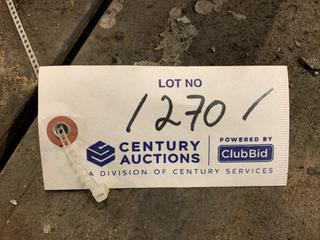 LOT NO
1270 /
CENTURY AUCTIONS
POWERED BY
ClubBid
A DIVISION OF CENTURY SERVICES